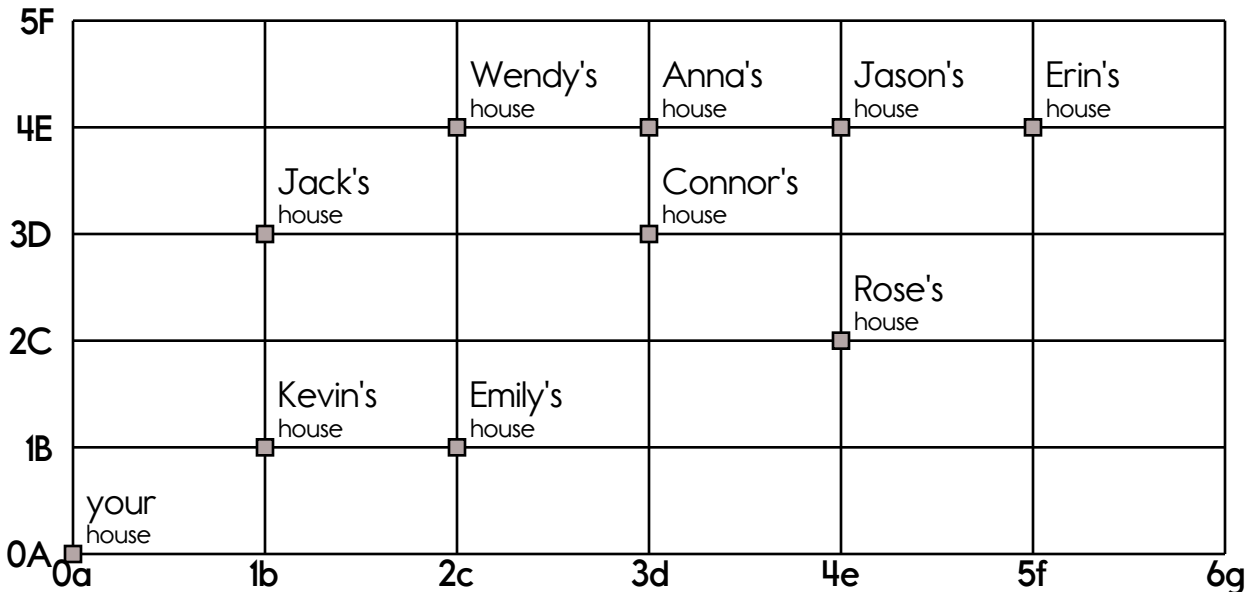 5F
Wendy's
house
Anna's
house
Jason's
house
Erin's
house
4E
Jack's
house
Connor's
house
3D
Rose's
house
2C
Kevin's
house
Emily's
house
1B
your
house
0A
0a
1b
2c
3d
4e
5f
6g